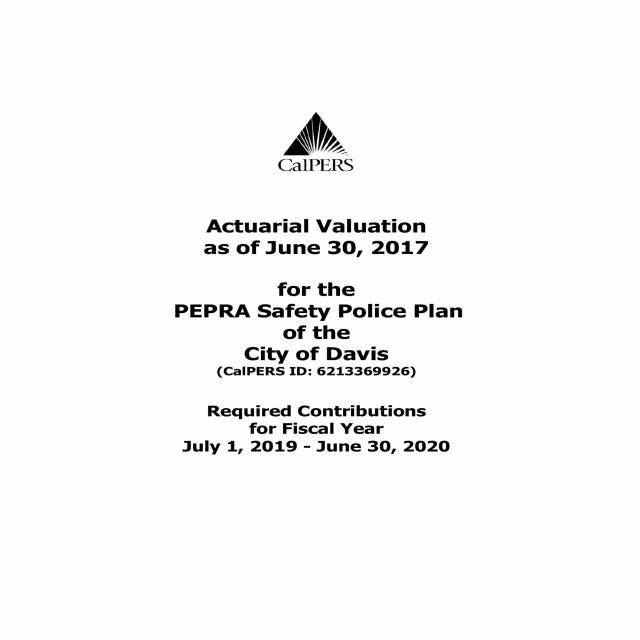 CalPERS
Actuarial Valuation
as of June 30, 2017
for the
PEPRA Safety Police Plan
of the
City of Davis
(CalPERS ID: 6213369926)
Required Contributions
for Fiscal Year
July 1, 2019 - June 30, 2020